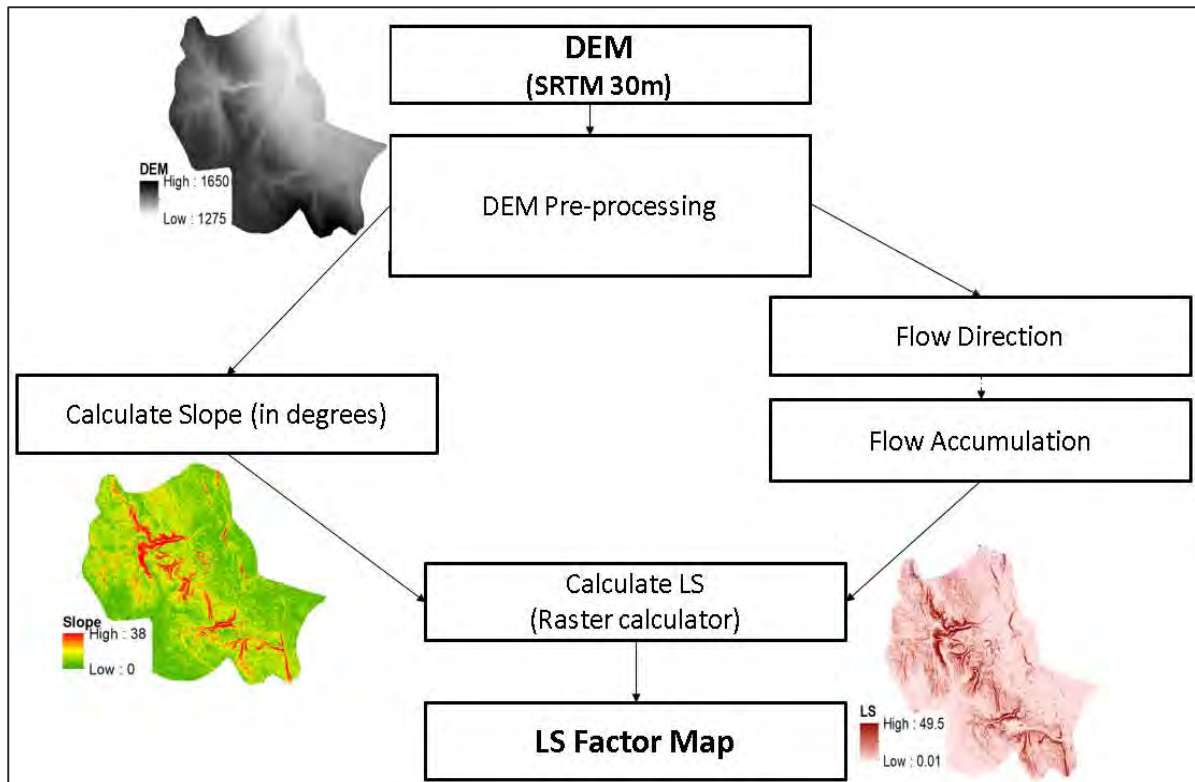 DEM
(SRTM 30m)
DEM
High : 1650
Low : 1275
DEM Pre-processing
Flow Direction
Calculate Slope (in degrees)
Flow Accumulation
Slope
High : 38
Low : 0
Calculate LS
(Raster calculator)
LS
High : 49.5
Low : 0.01
LS Factor Map